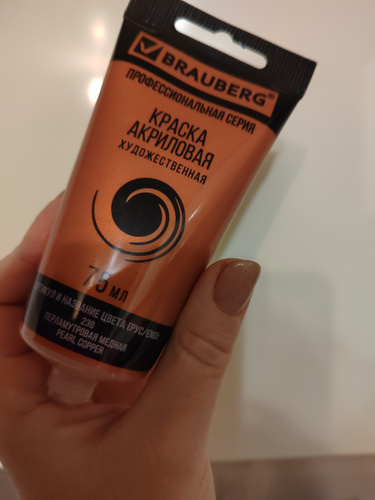 BRAUBERG
ПРОФЕССИОНАЛЬНАЯ СЕРИЯ
КРАСКА
АКРИЛОВАЯ
ХУДОЖЕСТВЕННАЯ
75 МЛ
И НАЗВАНИЕ ЦВЕТА (РУС/ENG)
230
ПЕРЛАМУТРОВАЯ МЕДНАЯ
PEARL COPPER